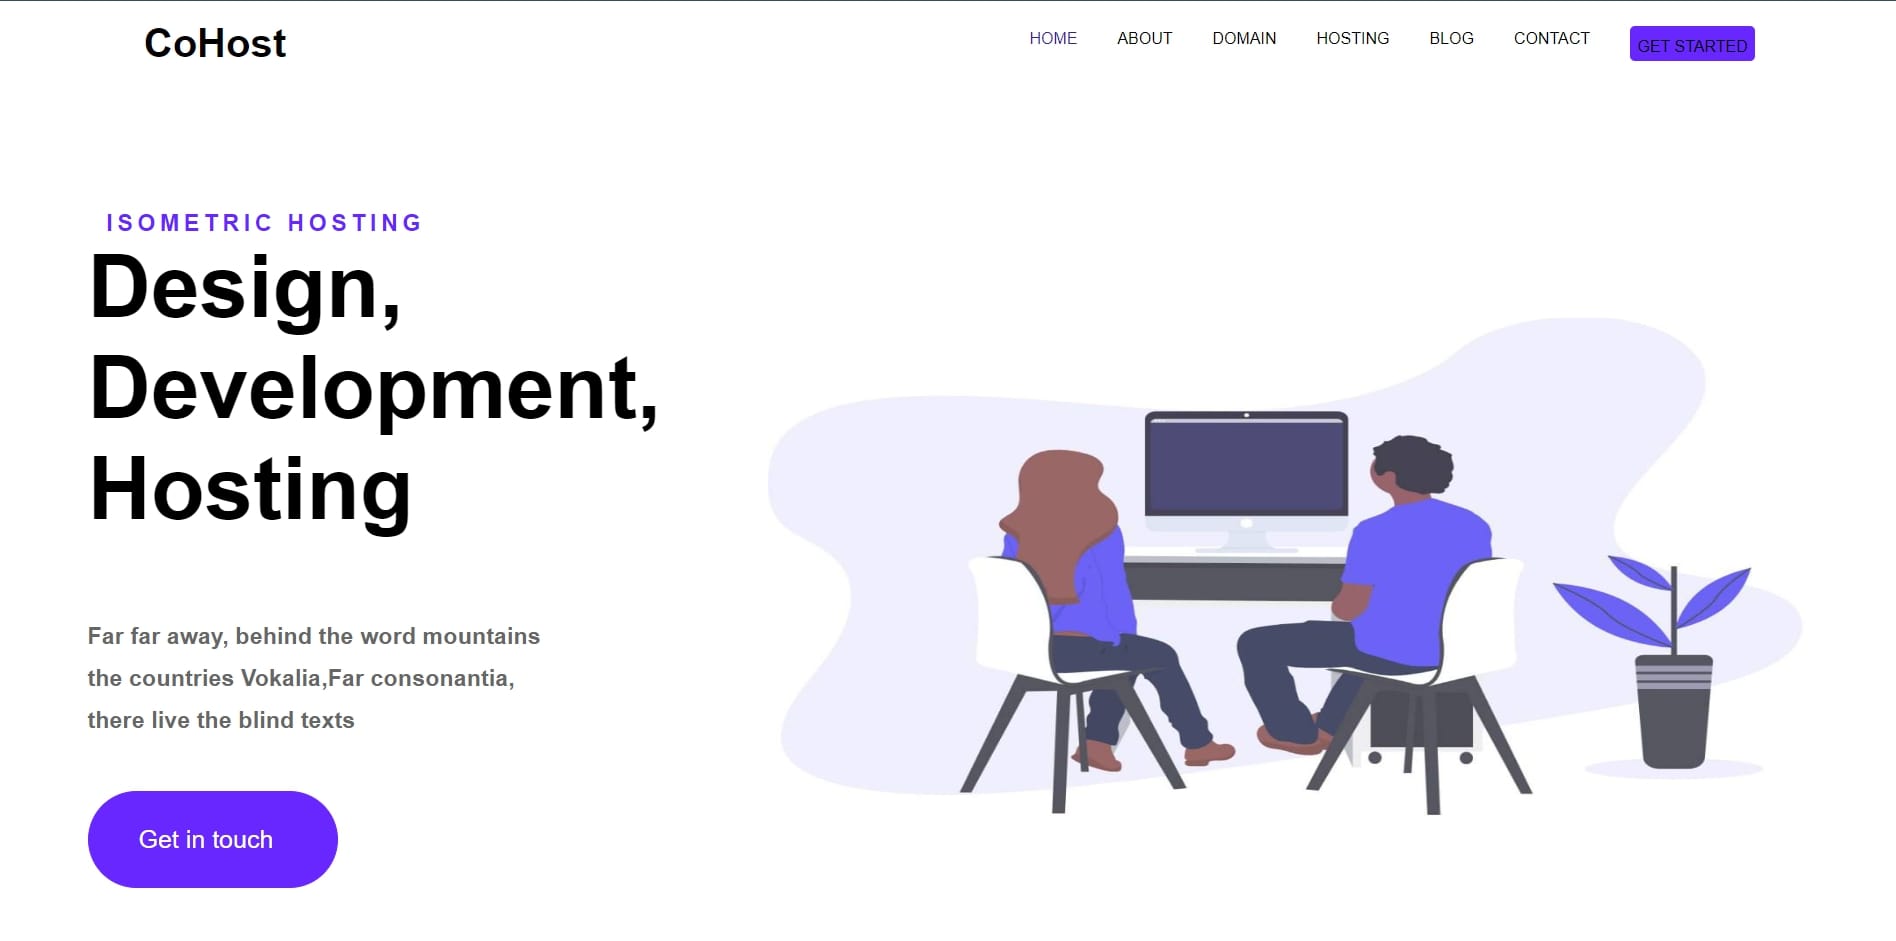 CoHost
HOME ABOUT DOMAIN HOSTING BLOG CONTACT GET STARTED
ISOMETRIC HOSTING
Design,
Development,
Hosting
Far far away, behind the word mountains
the countries Vokalia,Far consonantia,
there live the blind texts
Get in touch